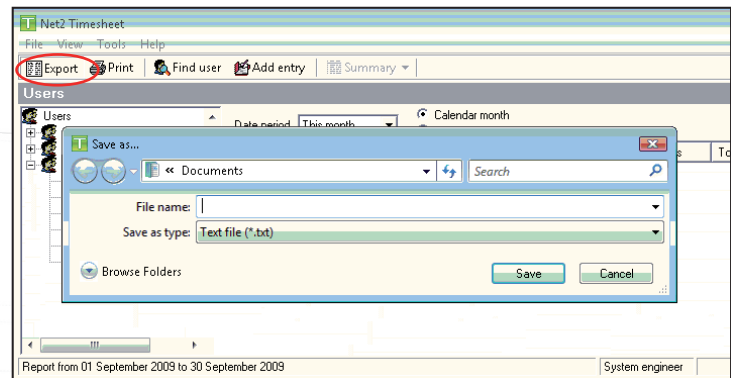 Net2 Timesheet
File View Tools Help
Export Print Find user Add entry Summary
Users
Users Date period This month Calendar month
Save as...
« Documents Search
File name:
Save as type: Text file (*.txt)
Browse Folders Save Cancel
Report from 01 September 2009 to 30 September 2009 System engineer